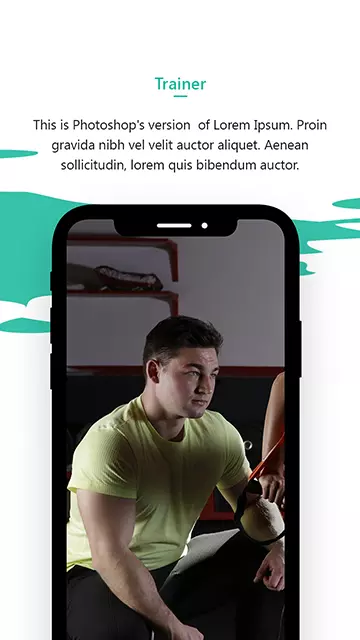 Trainer
This is Photoshop's version  of Lorem Ipsum. Proin
gravida nibh vel velit auctor aliquet. Aenean
sollicitudin, lorem quis bibendum auctor.